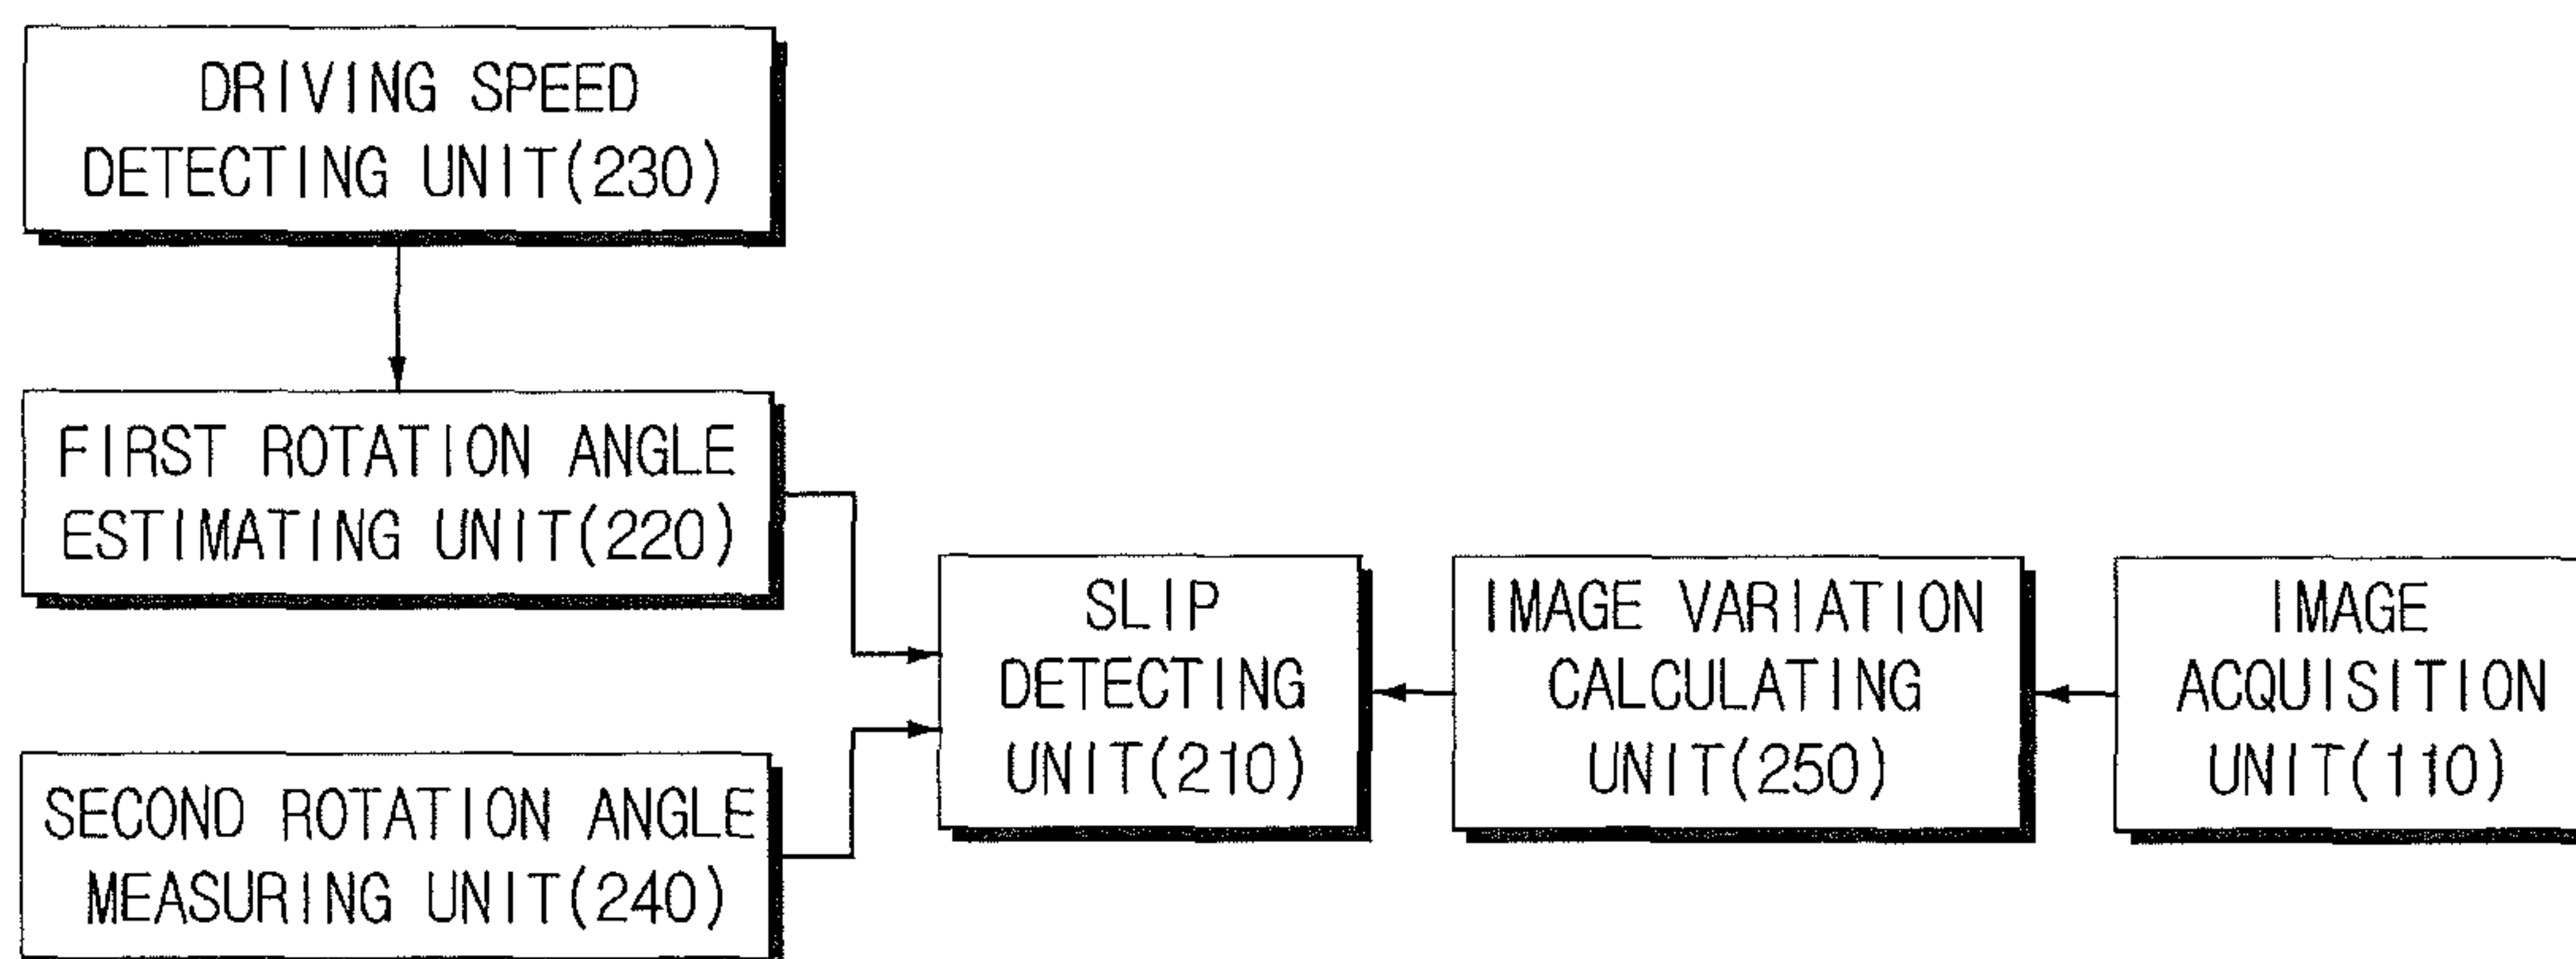 DRIVING SPEED
DETECTING UNIT(230)
FIRST ROTATION ANGLE
ESTIMATING UNIT(220)
SECOND ROTATION ANGLE
MEASURING UNIT(240)
SLIP
DETECTING
UNIT(210)
IMAGE VARIATION
CALCULATING
UNIT(250)
IMAGE
ACQUISITION
UNIT(110)